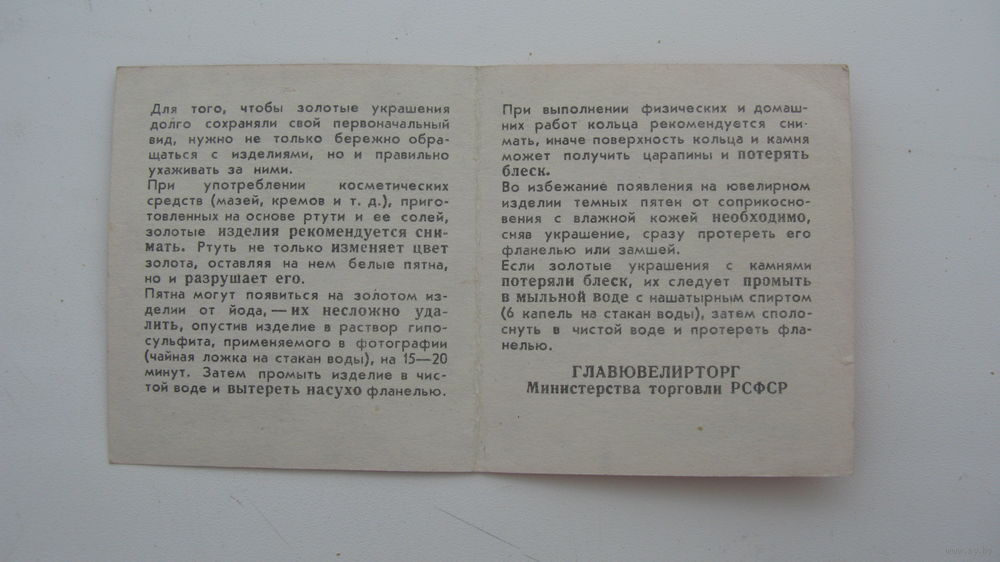 Для того, чтобы золотые украшения
долго сохраняли свой первоначальный
вид, нужно не только бережно обра-
щаться с изделиями, но и правильно
ухаживать за ними.
При употреблении косметических
средств (мазей, кремов и т. д.), приго-
товленных на основе ртути и ее солей,
золотые изделия рекомендуется сни-
мать. Ртуть не только изменяет цвет
золота, оставляя на нем белые пятна,
но и разрушает его.
Пятна могут появиться на золотом из-
делии от йода, — их несложно уда-
лить, опустив изделие в раствор гипо-
сульфита, применяемого в фотографии
(чайная ложка на стакан воды), на 15—20
минут. Затем промыть изделие в чис-
той воде и вытереть насухо фланелью.
При выполнении физических и домаш-
них работ кольца рекомендуется сни-
мать, иначе поверхность кольца и камня
может получить царапины и потерять
блеск.
Во избежание появления на ювелирном
изделии темных пятен от соприкосно-
вения с влажной кожей необходимо,
сняв украшение, сразу протереть его
фланелью или замшей.
Если золотые украшения с камнями
потеряли блеск, их следует промыть
в мыльной воде с нашатырным спиртом
(6 капель на стакан воды), затем спо­ло-
снуть в чистой воде и протереть фла-
нелью.
ГЛАВЮВЕЛИРТОРГ
Министерства торговли РСФСР